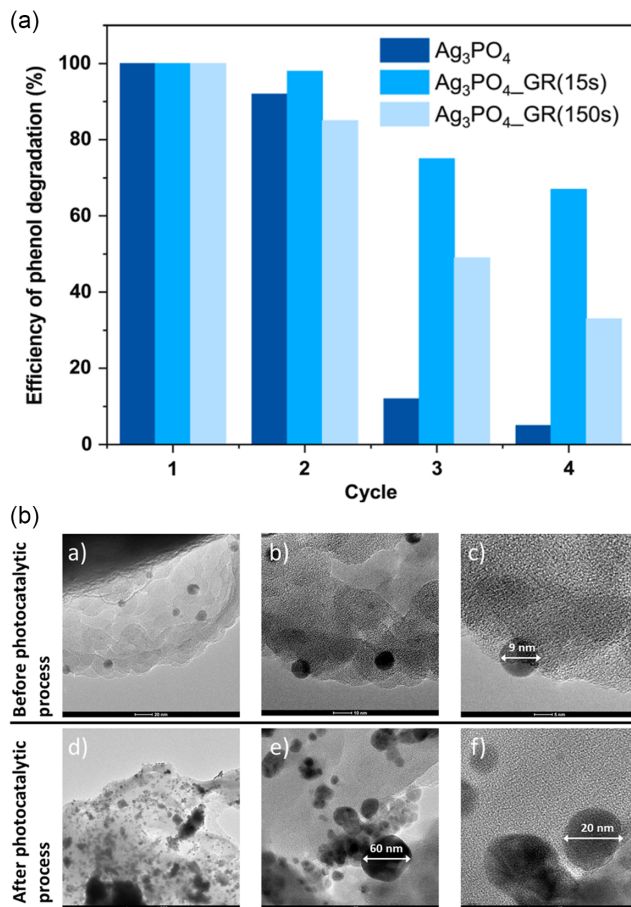 (a)
Efficiency of phenol degradation (%)
100
80
60
40
20
0
Ag₃PO₄
Ag₃PO₄_GR(15s)
Ag₃PO₄_GR(150s)
1 2 3 4
Cycle
(b)
Before photocatalytic
process
a) b) c)
9 nm
20 nm 10 nm 5 nm
After photocatalytic
process
d) e) f)
60 nm
20 nm